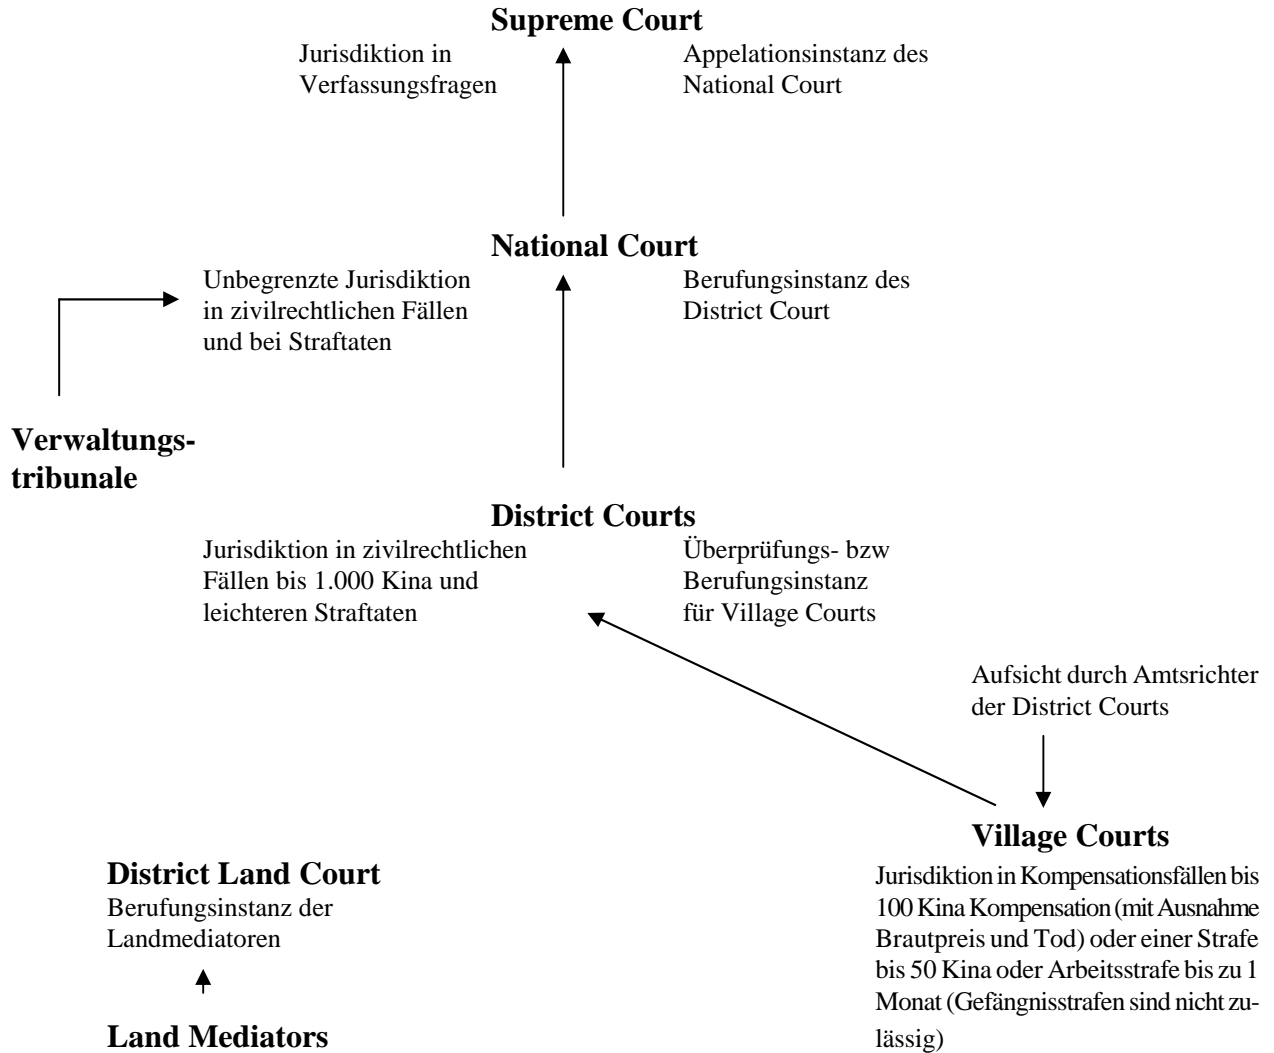 Supreme Court
Jurisdiktion in
Verfassungsfragen
Appelationsinstanz des
National Court
National Court
Unbegrenzte Jurisdiktion
in zivilrechtlichen Fällen
und bei Straftaten
Berufungsinstanz des
District Court
Verwaltungs-
tribunale
District Courts
Jurisdiktion in zivilrechtlichen
Fällen bis 1.000 Kina und
leichteren Straftaten
Überprüfungs- bzw
Berufungsinstanz
für Village Courts
Aufsicht durch Amtsrichter
der District Courts
Village Courts
Jurisdiktion in Kompensationsfällen bis
100 Kina Kompensation (mit Ausnahme
Brautpreis und Tod) oder einer Strafe
bis 50 Kina oder Arbeitsstrafe bis zu 1
Monat (Gefängnisstrafen sind nicht zu-
lässig)
District Land Court
Berufungsinstanz der
Landmediatoren
Land Mediators